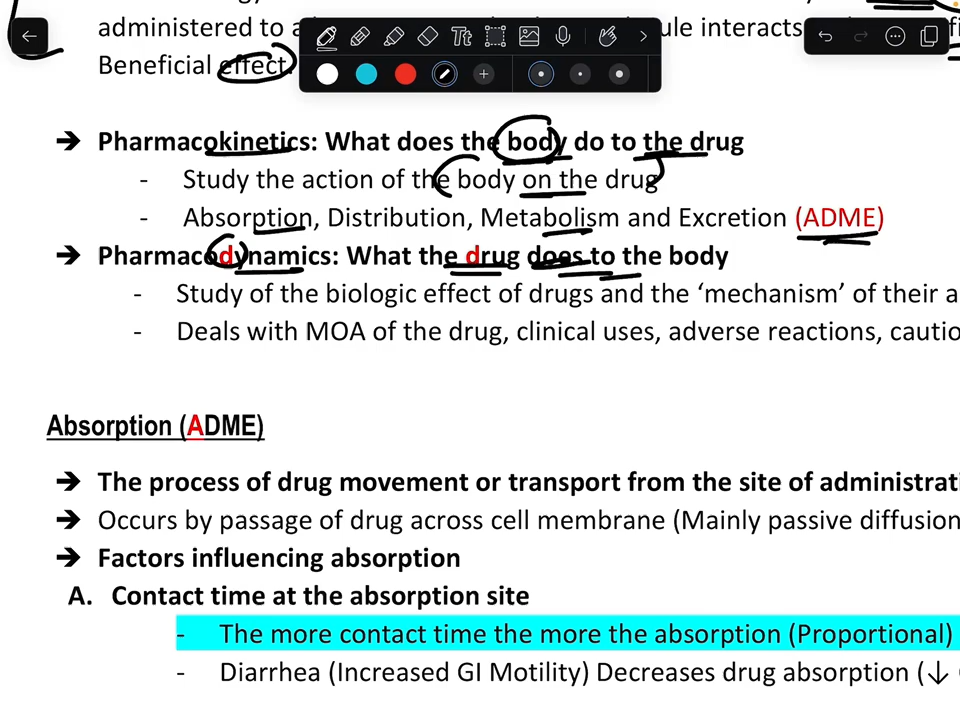 administered to a
Beneficial effect.
Tt
➔ Pharmacokinetics: What does the body do to the drug
- Study the action of the body on the drug
- Absorption, Distribution, Metabolism and Excretion (ADME)
➔ Pharmacodynamics: What the drug does to the body
- Study of the biologic effect of drugs and the ‘mechanism’ of their a
- Deals with MOA of the drug, clinical uses, adverse reactions, cautio
Absorption (ADME)
➔ The process of drug movement or transport from the site of administrati
➔ Occurs by passage of drug across cell membrane (Mainly passive diffusion
➔ Factors influencing absorption
A. Contact time at the absorption site
- The more contact time the more the absorption (Proportional)
- Diarrhea (Increased GI Motility) Decreases drug absorption (↓